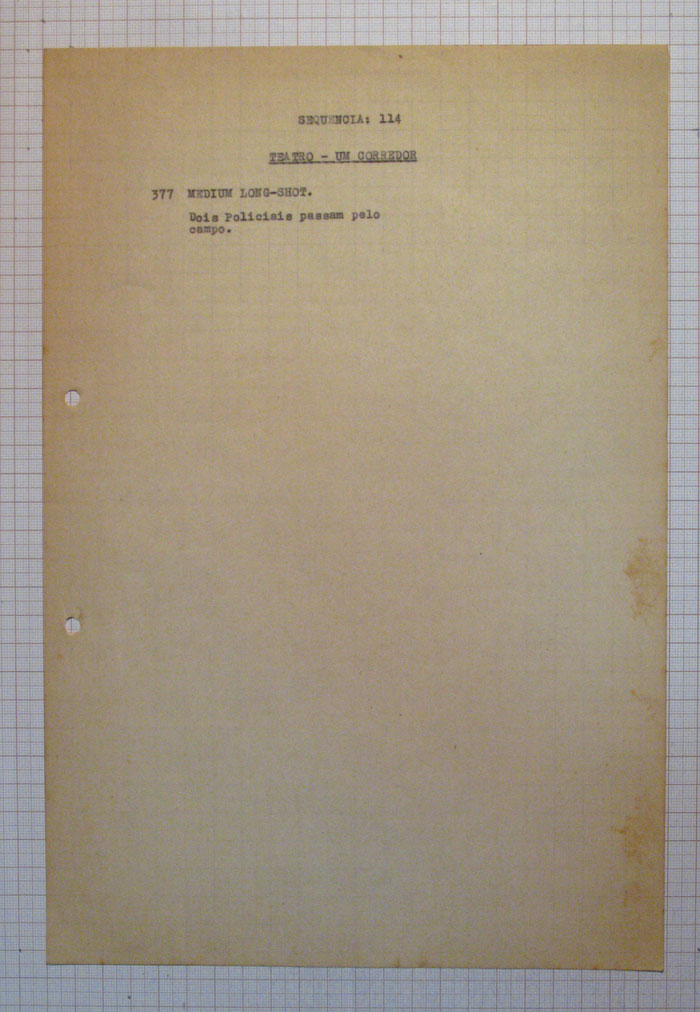 SEQUENCIA: 114
TEATRO - UM CORREDOR
377 MEDIUM LONG-SHOT.
Dois Policiais passam pelo
campo.